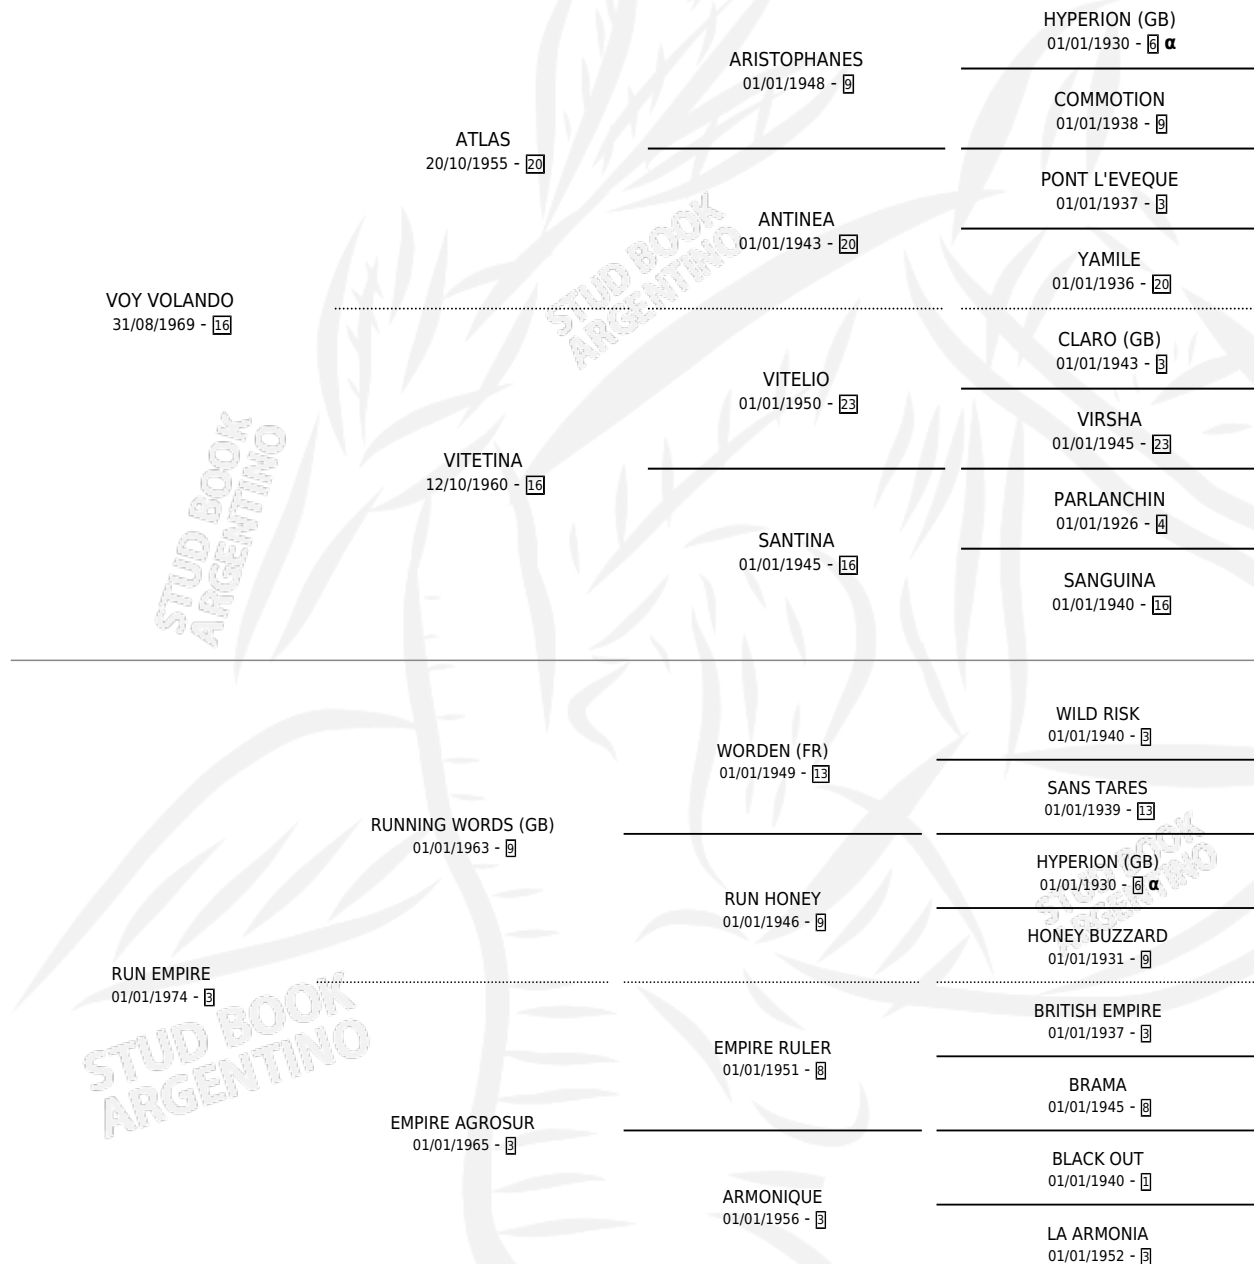 HYPERION (GB)
01/01/1930 - 6 α
ARISTOPHANES
01/01/1948 - 9
COMMOTION
01/01/1938 - 9
ATLAS
20/10/1955 - 20
PONT L'EVEQUE
01/01/1937 - 3
ANTINEA
01/01/1943 - 20
YAMILE
01/01/1936 - 20
VOY VOLANDO
31/08/1969 - 16
CLARO (GB)
01/01/1943 - 3
VITELIO
01/01/1950 - 23
VIRSHA
01/01/1945 - 23
VITETINA
12/10/1960 - 16
PARLANCHIN
01/01/1926 - 4
SANTINA
01/01/1945 - 16
SANGUINA
01/01/1940 - 16
STUD BOOK
ARGENTINO
STUD BOOK
ARGENTINO
WILD RISK
01/01/1940 - 3
WORDEN (FR)
01/01/1949 - 13
SANS TARES
01/01/1939 - 13
RUNNING WORDS (GB)
01/01/1963 - 9
HYPERION (GB)
01/01/1930 - 6 α
RUN HONEY
01/01/1946 - 9
HONEY BUZZARD
01/01/1931 - 9
RUN EMPIRE
01/01/1974 - 3
BRITISH EMPIRE
01/01/1937 - 3
EMPIRE RULER
01/01/1951 - 8
BRAMA
01/01/1945 - 8
EMPIRE AGROSUR
01/01/1965 - 3
BLACK OUT
01/01/1940 - 1
ARMONIQUE
01/01/1956 - 3
LA ARMONIA
01/01/1952 - 3
STUD BOOK
ARGENTINO
STUD BOOK
ARGENTINO